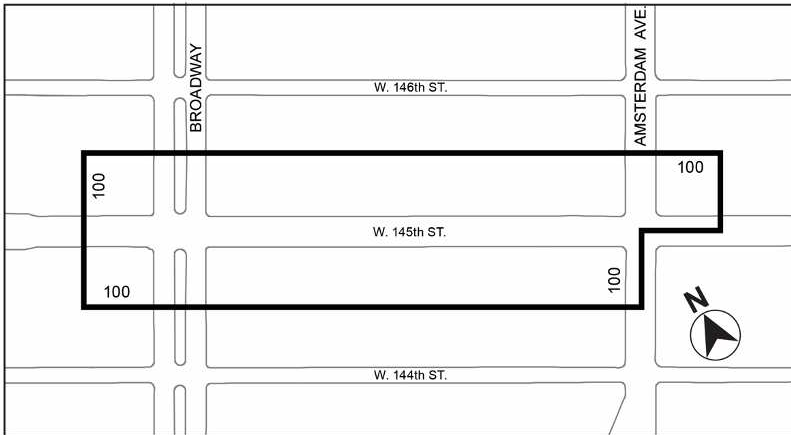 BROADWAY
AMSTERDAM AVE.
W. 146th ST.
100
100
W. 145th ST.
100
100
N
W. 144th ST.